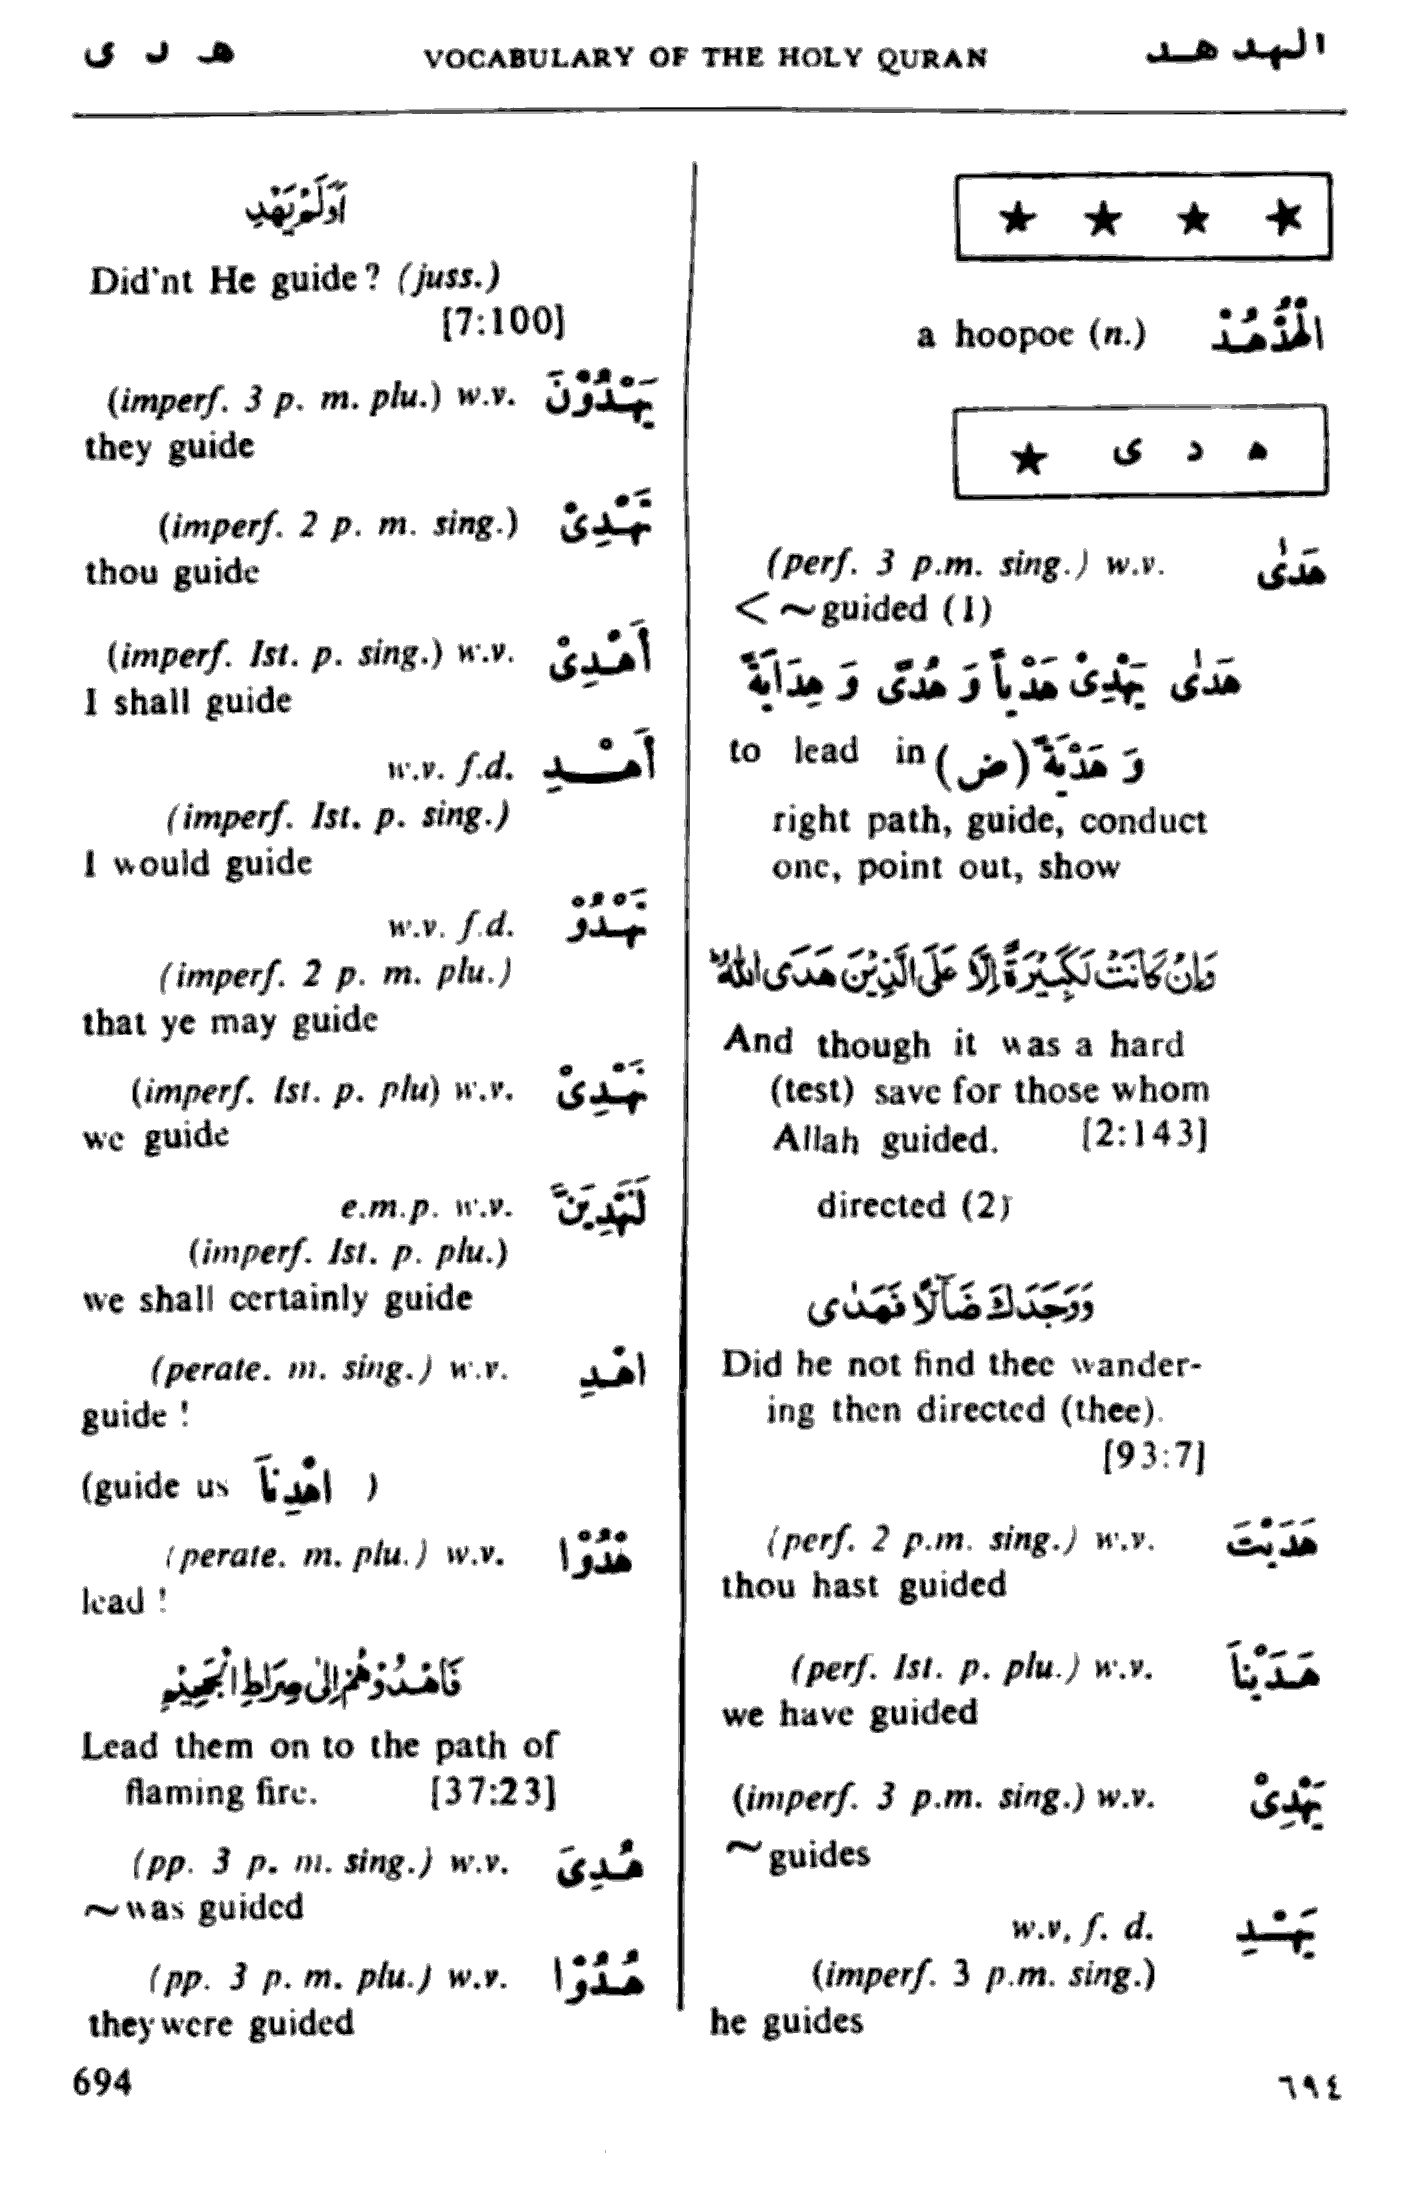 ه د ى VOCABULARY OF THE HOLY QURAN الهدهد
★ ★ ★ ★
a hoopoe (n.) الْهُدْهُدْ
★ ه د ى
(perf. 3 p.m. sing.) w.v. هَدٰى
< ~guided (1)
هَدٰى يَهْدِىْ هَدْياً وَ هُدًى وَ هِدَايَةً
to lead in (ض) وَ هَدْيَةً
right path, guide, conduct
one, point out, show
وَاِنْ كَانَتْ لَكَبِيْرَةً اِلَّا عَلَى الَّذِيْنَ هَدَى اللّٰهُ ط
And though it was a hard
(test) save for those whom
Allah guided. [2:143]
directed (2)
وَوَجَدَكَ ضَآلًّا فَهَدٰى
Did he not find thee wander-
ing then directed (thee).
[93:7]
(perf. 2 p.m. sing.) w.v. هَدَيْتَ
thou hast guided
(perf. Ist. p. plu.) w.v. هَدَيْناَ
we have guided
(imperf. 3 p.m. sing.) w.v. يَهْدِىْ
~guides
w.v, f. d. يَهْدِ
(imperf. 3 p.m. sing.)
he guides
اَوَلَمْ يَهْدِ
Did'nt He guide? (juss.)
[7:100]
(imperf. 3 p. m. plu.) w.v. يَهْدُوْنَ
they guide
(imperf. 2 p. m. sing.) تَهْدِىْ
thou guide
(imperf. Ist. p. sing.) w.v. أَهْدِىْ
I shall guide
w.v. f.d. أَهْدِ
(imperf. Ist. p. sing.)
I would guide
w.v. f.d. تَهْدُوْ
(imperf. 2 p. m. plu.)
that ye may guide
(imperf. Ist. p. plu) w.v. نَهْدِىْ
we guide
e.m.p. w.v. لَنَهْدِيَنَّ
(imperf. Ist. p. plu.)
we shall certainly guide
(perate. m. sing.) w.v. اهْدِ
guide !
(guide us اهْدِناَ )
(perate. m. plu.) w.v. هْدُوْا
lead !
فَاهْدُوْهُمْ اِلٰى صِرَاطِ الْجَحِيْمِ
Lead them on to the path of
flaming fire. [37:23]
(pp. 3 p. m. sing.) w.v. هُدِىَ
~was guided
(pp. 3 p. m. plu.) w.v. هُدُوْا
they were guided
694 ٦٩٤